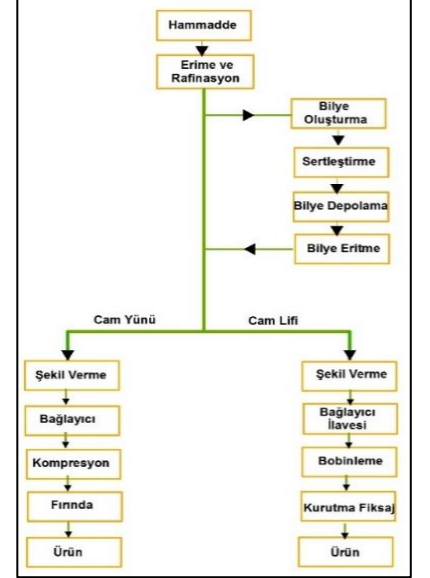 Hammadde
Erime ve
Rafinasyon
Bilye
Oluşturma
Sertleştirme
Bilye Depolama
Bilye Eritme
Cam Yünü
Cam Lifi
Şekil Verme
Bağlayıcı
Kompresyon
Fırında
Ürün
Şekil Verme
Bağlayıcı
İlavesi
Bobinleme
Kurutma Fiksaj
Ürün